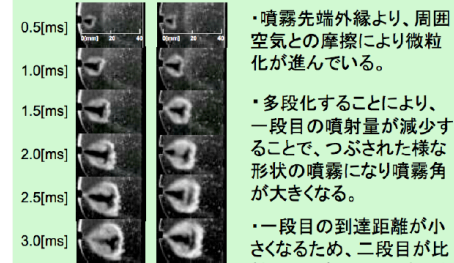 0.5[ms]
0[mm] 20 40
0[mm] 20 40
1.0[ms]
1.5[ms]
2.0[ms]
2.5[ms]
3.0[ms]
・噴霧先端外縁より、周囲
空気との摩擦により微粒
化が進んでいる。
・多段化することにより、
一段目の噴射量が減少す
ることで、つぶされた様な
形状の噴霧になり噴霧角
が大きくなる。
・一段目の到達距離が小
さくなるため、二段目が比